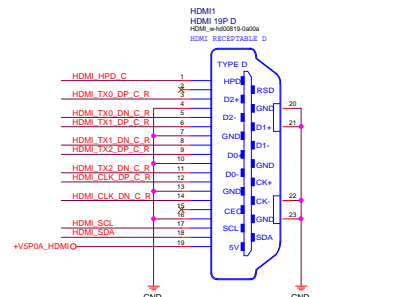 HDMI1
HDMI 19P D
HDMI_w-hd00819-0a00a
HDMI RECEPTABLE D
TYPE D
HDMI_HPD_C 1 HPD
2 RSD
HDMI_TX0_DP_C_R 3 D2+
4 GND 20
HDMI_TX0_DN_C_R 5 D2-
HDMI_TX1_DP_C_R 6 D1+ 21
7 GND
HDMI_TX1_DN_C_R 8 D1-
HDMI_TX2_DP_C_R 9 D0+
10 GND
HDMI_TX2_DN_C_R 11 D0-
HDMI_CLK_DP_C_R 12 CK+
13 GND
HDMI_CLK_DN_C_R 14 CK- 22
15 CEC
16 GND 23
HDMI_SCL 17 SCL
HDMI_SDA 18 SDA
+V5P0A_HDMI 19 5V
GND GND